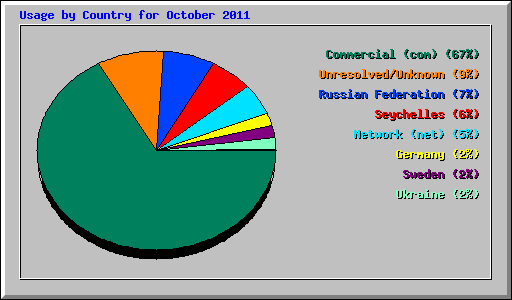 Usage by Country for October 2011
Commercial (com) (67%)
Unresolved/Unknown (9%)
Russian Federation (7%)
Seychelles (6%)
Network (net) (5%)
Germany (2%)
Sweden (2%)
Ukraine (2%)